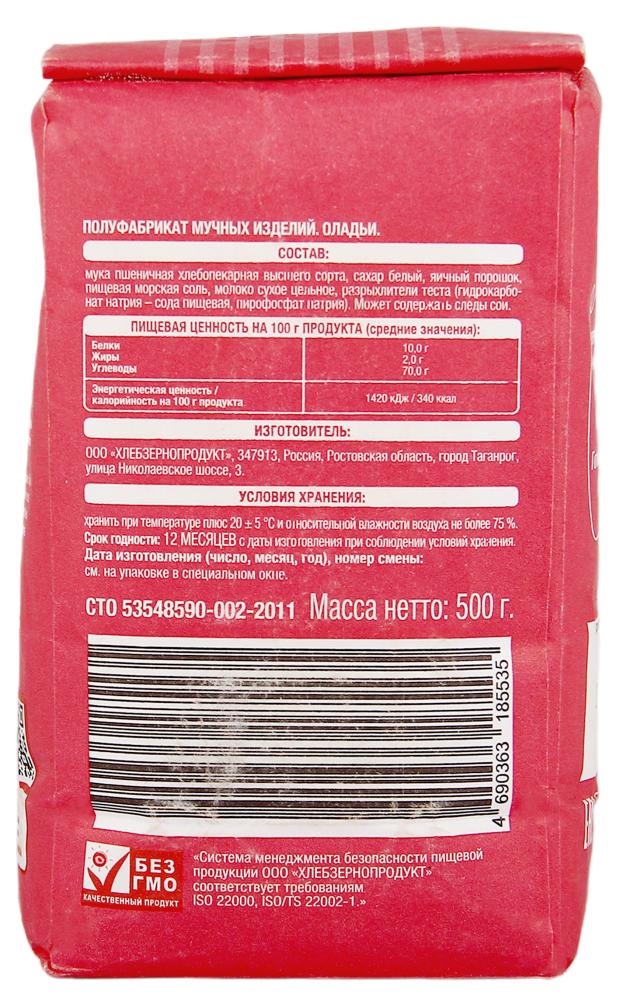 ПОЛУФАБРИКАТ МУЧНЫХ ИЗДЕЛИЙ. ОЛАДЬИ.
СОСТАВ:
мука пшеничная хлебопекарная высшего сорта, сахар белый, яичный порошок,
пищевая морская соль, молоко сухое цельное, разрыхлители теста (гидрокарбо-
нат натрия – сода пищевая, пирофосфат натрия). Может содержать следы сои.
ПИЩЕВАЯ ЦЕННОСТЬ НА 100 г ПРОДУКТА (средние значения):
Белки 10,0 г
Жиры 2,0 г
Углеводы 70,0 г
Энергетическая ценность /
калорийность на 100 г продукта 1420 кДж / 340 ккал
ИЗГОТОВИТЕЛЬ:
ООО «ХЛЕБЗЕРНОПРОДУКТ», 347913, Россия, Ростовская область, город Таганрог,
улица Николаевское шоссе, 3.
УСЛОВИЯ ХРАНЕНИЯ:
хранить при температуре плюс 20 ± 5 °С и относительной влажности воздуха не более 75 %.
Срок годности: 12 МЕСЯЦЕВ с даты изготовления при соблюдении условий хранения.
Дата изготовления (число, месяц, год), номер смены:
см. на упаковке в специальном окне.
СТО 53548590-002-2011 Масса нетто: 500 г.
4 690363 185535
БЕЗ
ГМО
КАЧЕСТВЕННЫЙ ПРОДУКТ
«Система менеджмента безопасности пищевой
продукции ООО «ХЛЕБЗЕРНОПРОДУКТ»
соответствует требованиям
ISO 22000, ISO/TS 22002-1.»